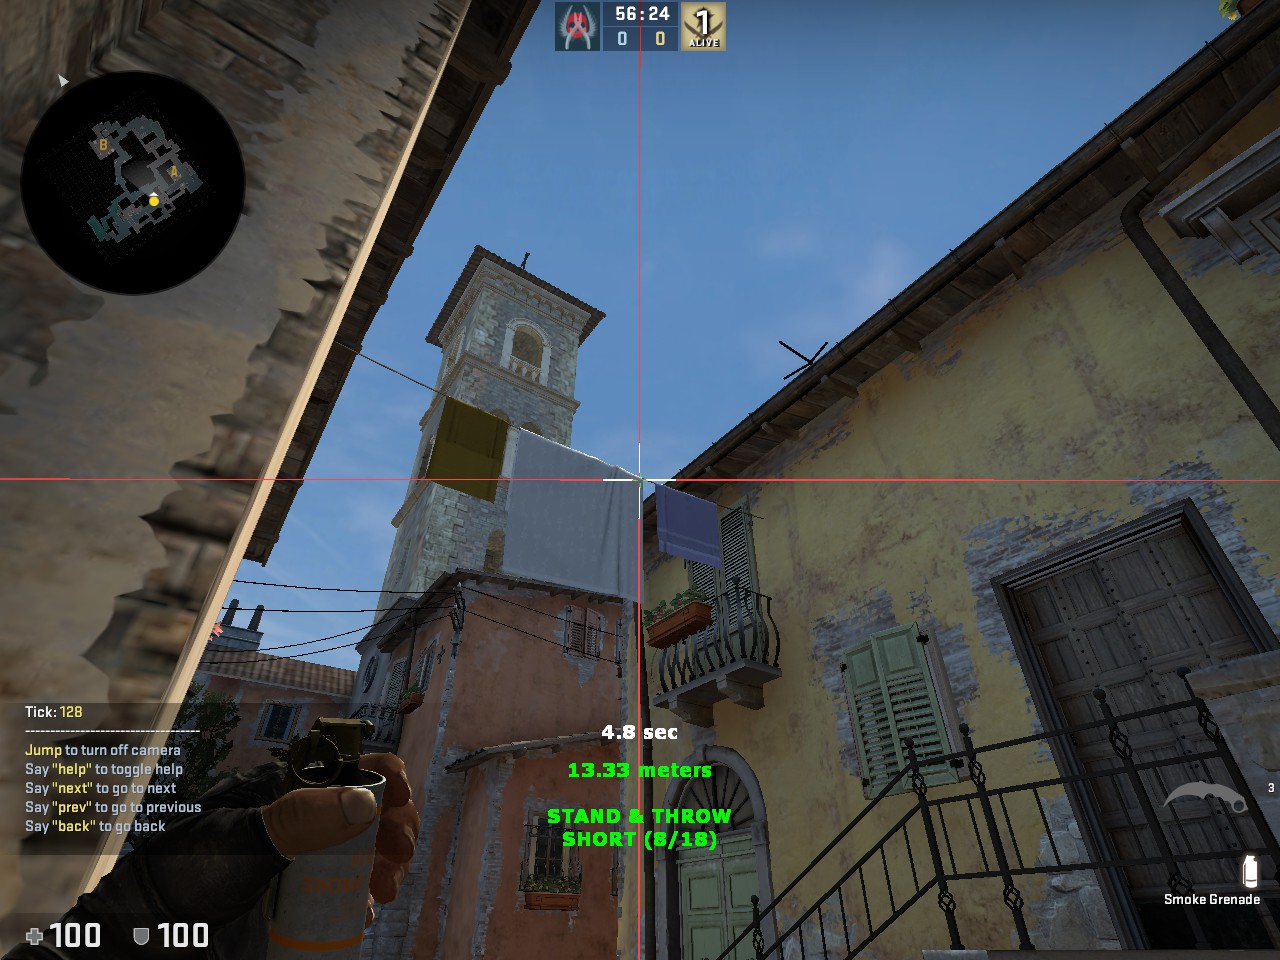 56:24
0 0
1
ALIVE
B
A
Tick: 128
Jump to turn off camera
Say "help" to toggle help
Say "next" to go to next
Say "prev" to go to previous
Say "back" to go back
4.8 sec
13.33 meters
STAND & THROW
SHORT (8/18)
3
Smoke Grenade
100 100